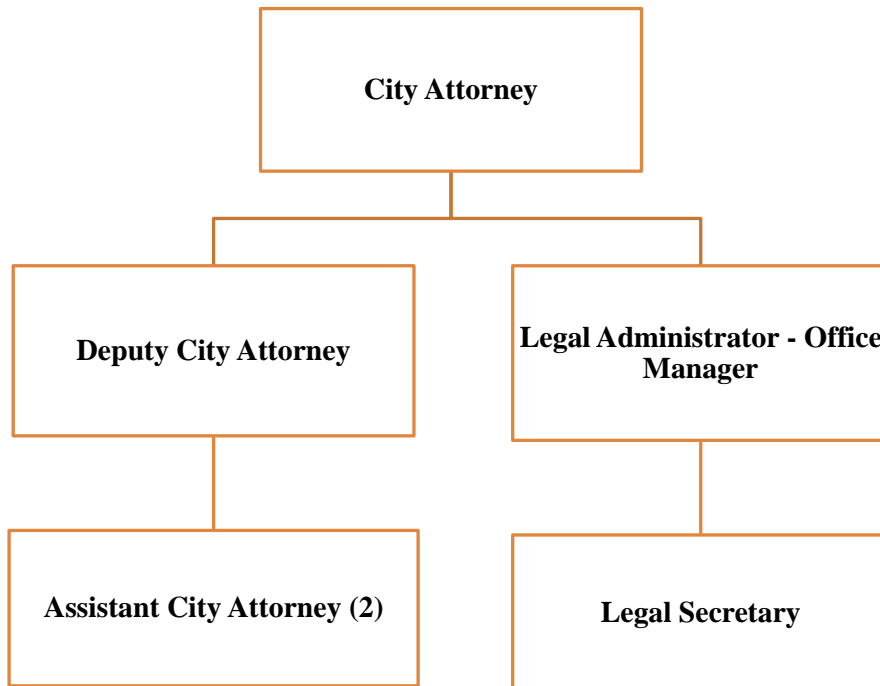 City Attorney
Deputy City Attorney
Legal Administrator - Office
Manager
Assistant City Attorney (2)
Legal Secretary